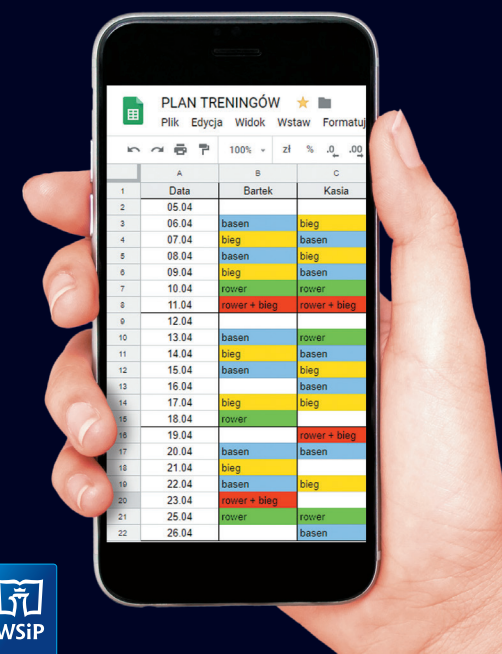 PLAN TRENINGÓW
Plik Edycja Widok Wstaw Formatuj
100% zł % .0 .00
A B C
1 Data Bartek Kasia
2 05.04
3 06.04 basen bieg
4 07.04 bieg basen
5 08.04 basen bieg
6 09.04 bieg basen
7 10.04 rower rower
8 11.04 rower + bieg rower + bieg
9 12.04
10 13.04 basen rower
11 14.04 bieg basen
12 15.04 basen bieg
13 16.04 basen
14 17.04 bieg bieg
15 18.04 rower
16 19.04 rower + bieg
17 20.04 basen basen
18 21.04 bieg
19 22.04 basen bieg
20 23.04 rower + bieg
21 25.04 rower rower
22 26.04 basen
WSiP